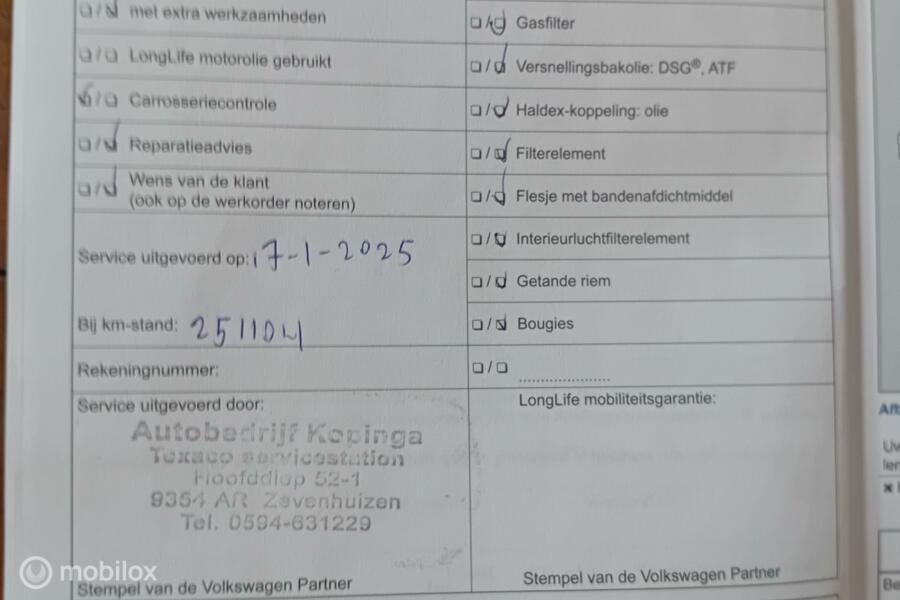 met extra werkzaamheden
LongLife motorolie gebruikt
Carrosseriecontrole
Reparatieadvies
Wens van de klant
(ook op de werkorder noteren)
Service uitgevoerd op: 17-1-2025
Bij km-stand: 251104
Rekeningnummer:
Service uitgevoerd door:
Autobedrijf Kopinga
Texaco servicestation
Hoofddiep 52-1
9354 AR Zevenhuizen
Tel. 0594-631229
Stempel van de Volkswagen Partner
Gasfilter
Versnellingsbakolie: DSG®, ATF
Haldex-koppeling: olie
Filterelement
Flesje met bandenafdichtmiddel
Interieurluchtfilterelement
Getande riem
Bougies
LongLife mobiliteitsgarantie:
Stempel van de Volkswagen Partner
mobilox